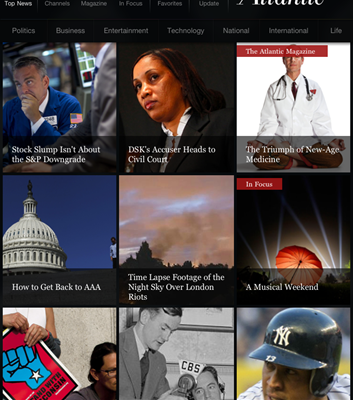 Atlantic
Top News Channels Magazine In Focus Favorites Update
Politics Business Entertainment Technology National International Life
The Atlantic Magazine
Stock Slump Isn't About
the S&P Downgrade
DSK's Accuser Heads to
Civil Court
The Triumph of New-Age
Medicine
In Focus
How to Get Back to AAA
Time Lapse Footage of the
Night Sky Over London
Riots
A Musical Weekend
CBS